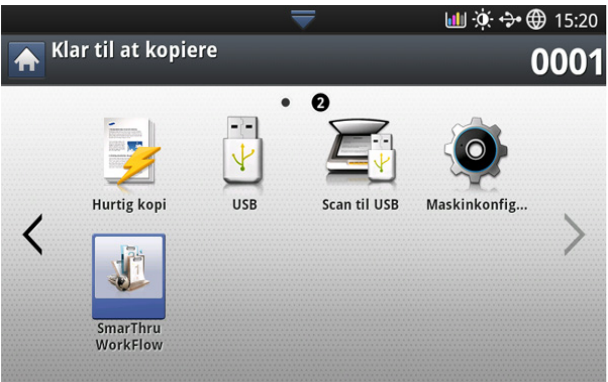 15:20
Klar til at kopiere
0001
2
Hurtig kopi
USB
Scan til USB
Maskinkonfig...
SmarThru
WorkFlow